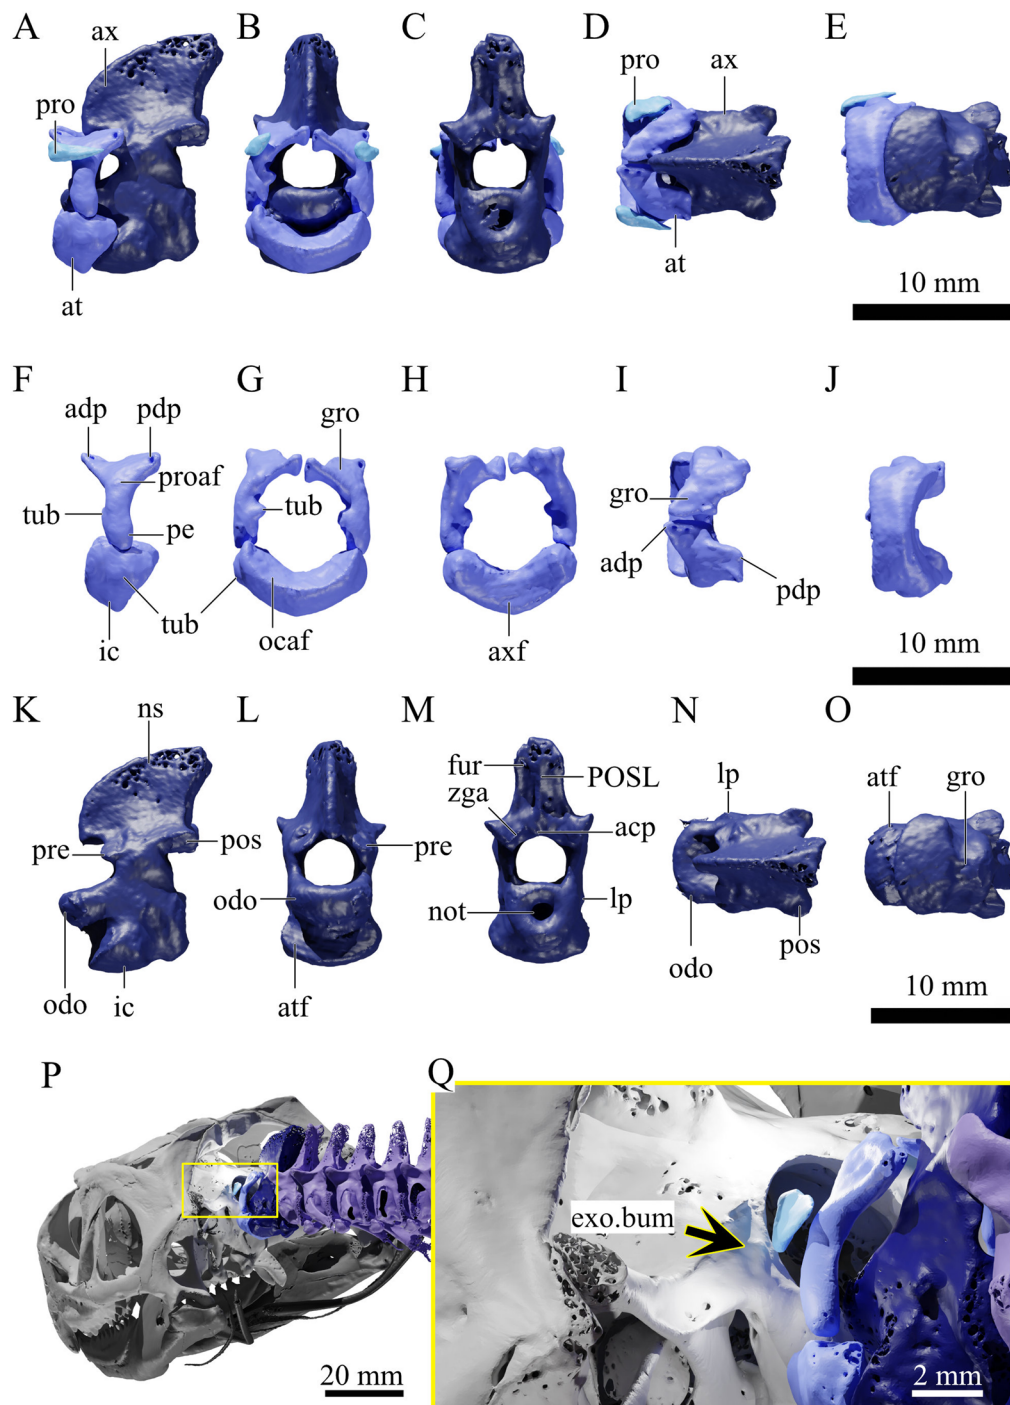 A B C D E
ax pro ax
pro
at at
10 mm
F G H I J
adp pdp gro
proaf gro
tub tub
pe adp pdp
tub
ic ocaf axf
10 mm
K L M N O
ns fur POSL lp atf gro
zga acp
pre pos pre
odo not lp
odo pos
odo ic atf
10 mm
P Q
exo.bum
20 mm 2 mm